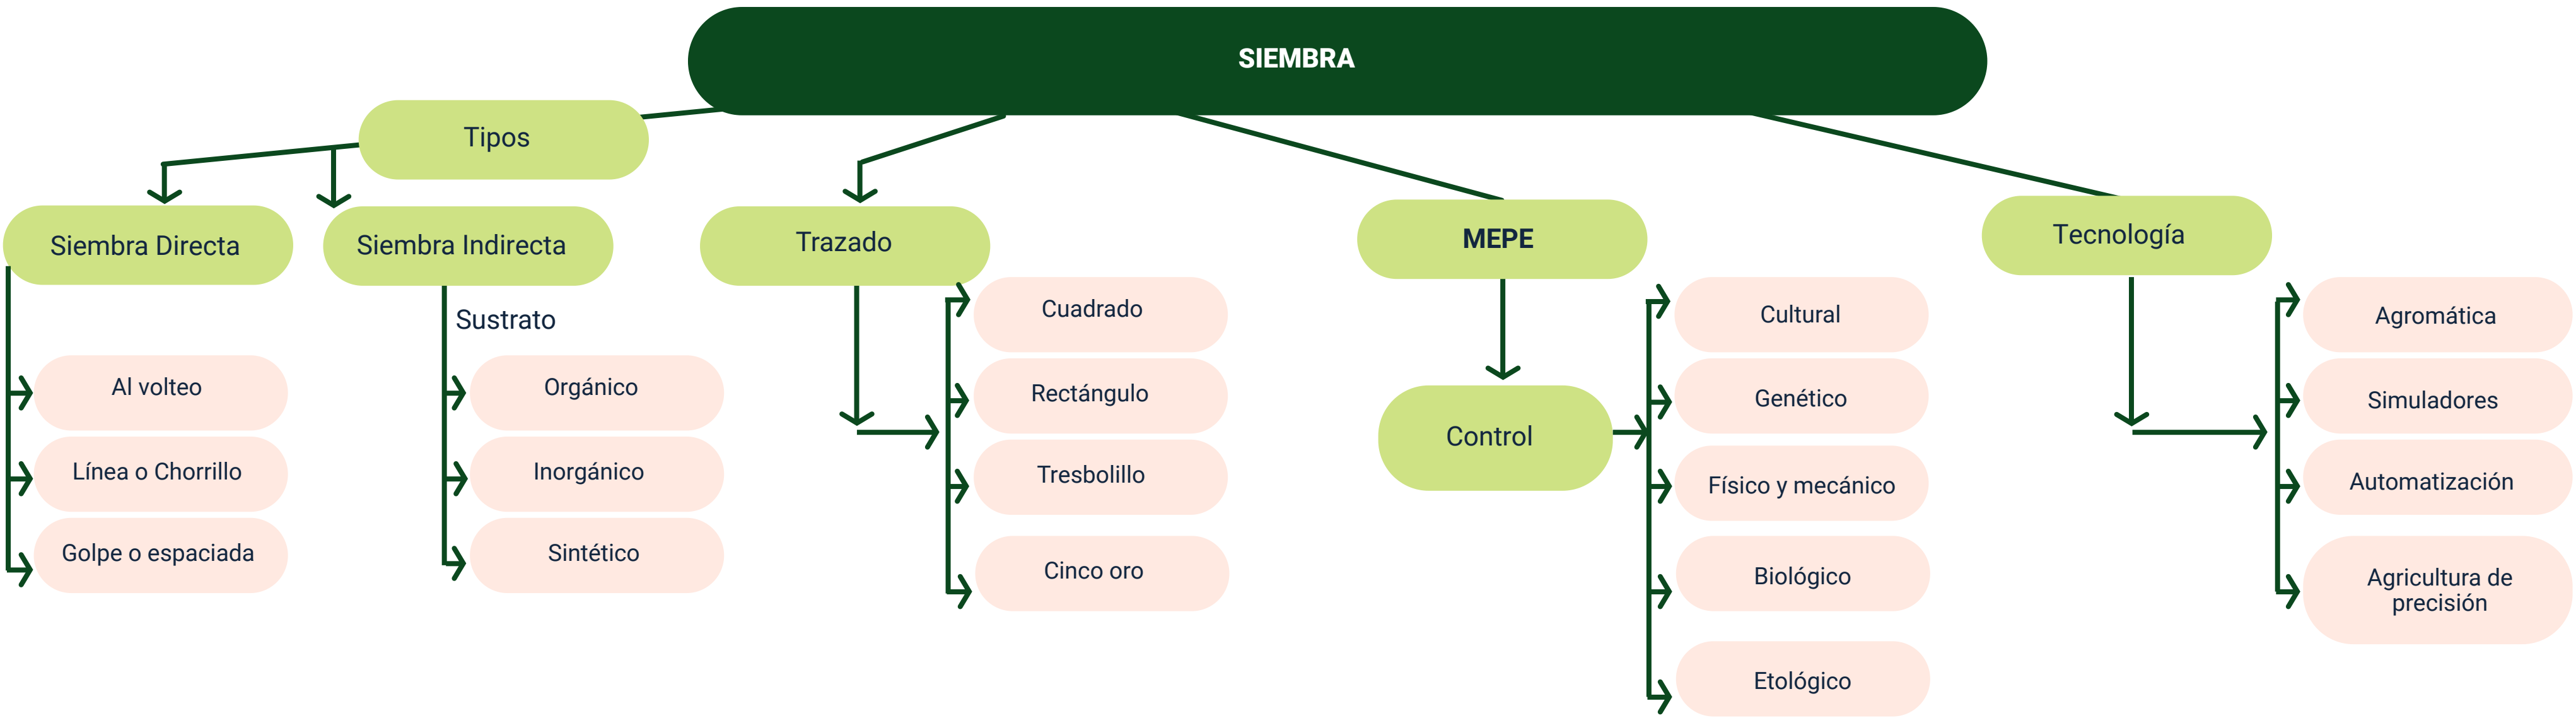 SIEMBRA
Tipos
Siembra Directa
Al volteo
Línea o Chorrillo
Golpe o espaciada
Siembra Indirecta
Sustrato
Orgánico
Inorgánico
Sintético
Trazado
Cuadrado
Rectángulo
Tresbolillo
Cinco oro
MEPE
Control
Cultural
Genético
Físico y mecánico
Biológico
Etológico
Tecnología
Agromática
Simuladores
Automatización
Agricultura de
precisión